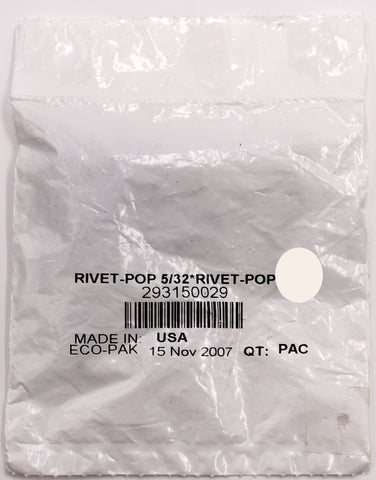 RIVET-POP 5/32*RIVET-POP
293150029
MADE IN: USA
ECO-PAK 15 Nov 2007 QT: PAC